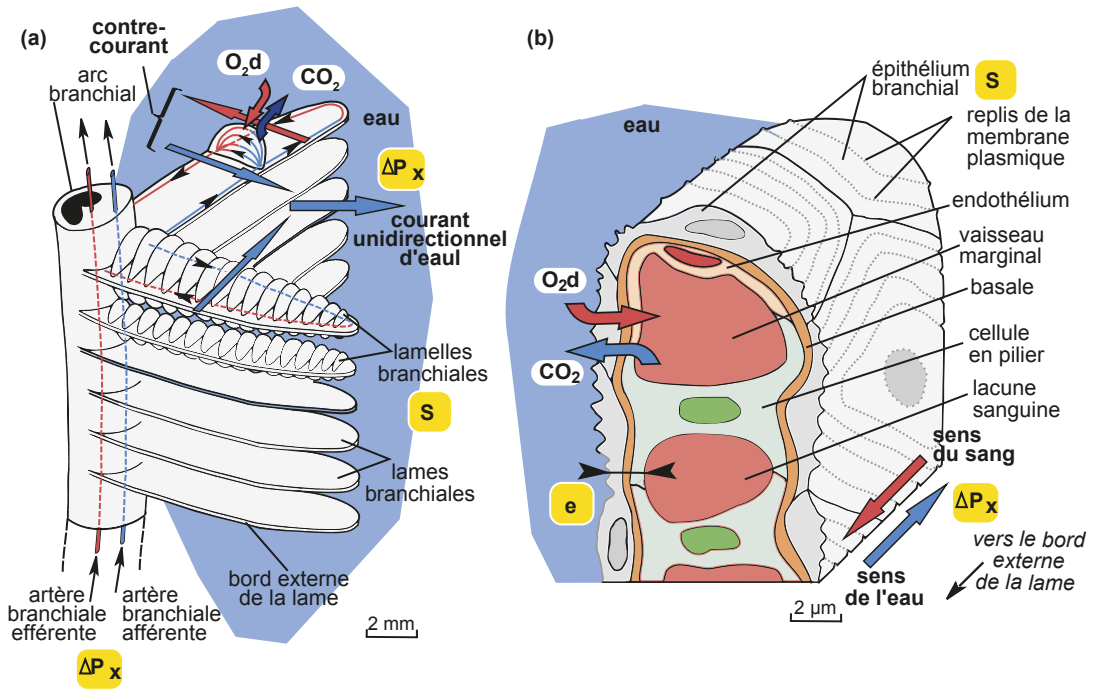 (a)
contre-
courant
arc
branchial
O2d
CO2
eau
ΔP x
courant
unidirectionnel
d'eaul
lamelles
branchiales
S
lames
branchiales
bord externe
de la lame
artère
branchiale
efférente
artère
branchiale
afférente
ΔP x
2 mm
(b)
eau
épithélium
branchial
S
replis de la
membrane
plasmique
endothélium
vaisseau
marginal
basale
cellule
en pilier
lacune
sanguine
O2d
CO2
e
sens
du sang
ΔP x
sens
de l'eau
vers le bord
externe
de la lame
2 µm